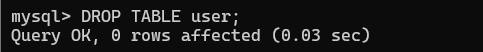 mysql> DROP TABLE user;
Query OK, 0 rows affected (0.03 sec)